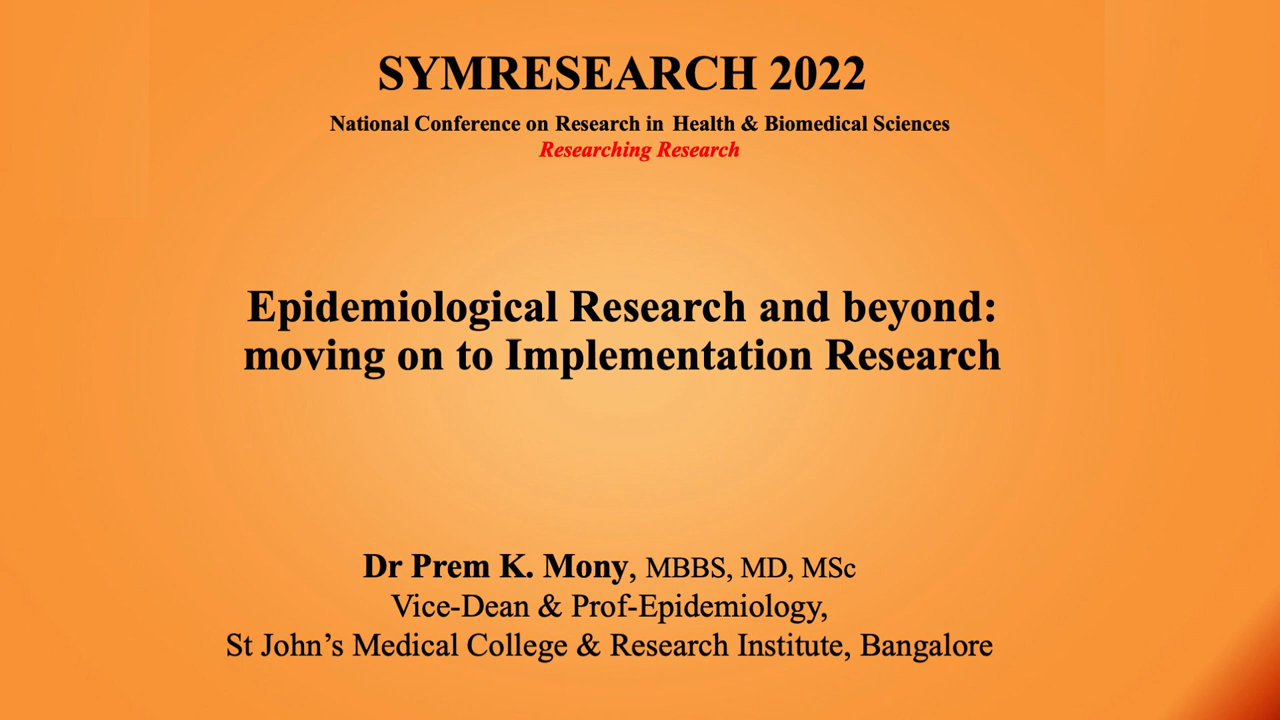 SYMRESEARCH 2022
National Conference on Research in Health & Biomedical Sciences
Researching Research
Epidemiological Research and beyond:
moving on to Implementation Research
Dr Prem K. Mony, MBBS, MD, MSc
Vice-Dean & Prof-Epidemiology,
St John’s Medical College & Research Institute, Bangalore